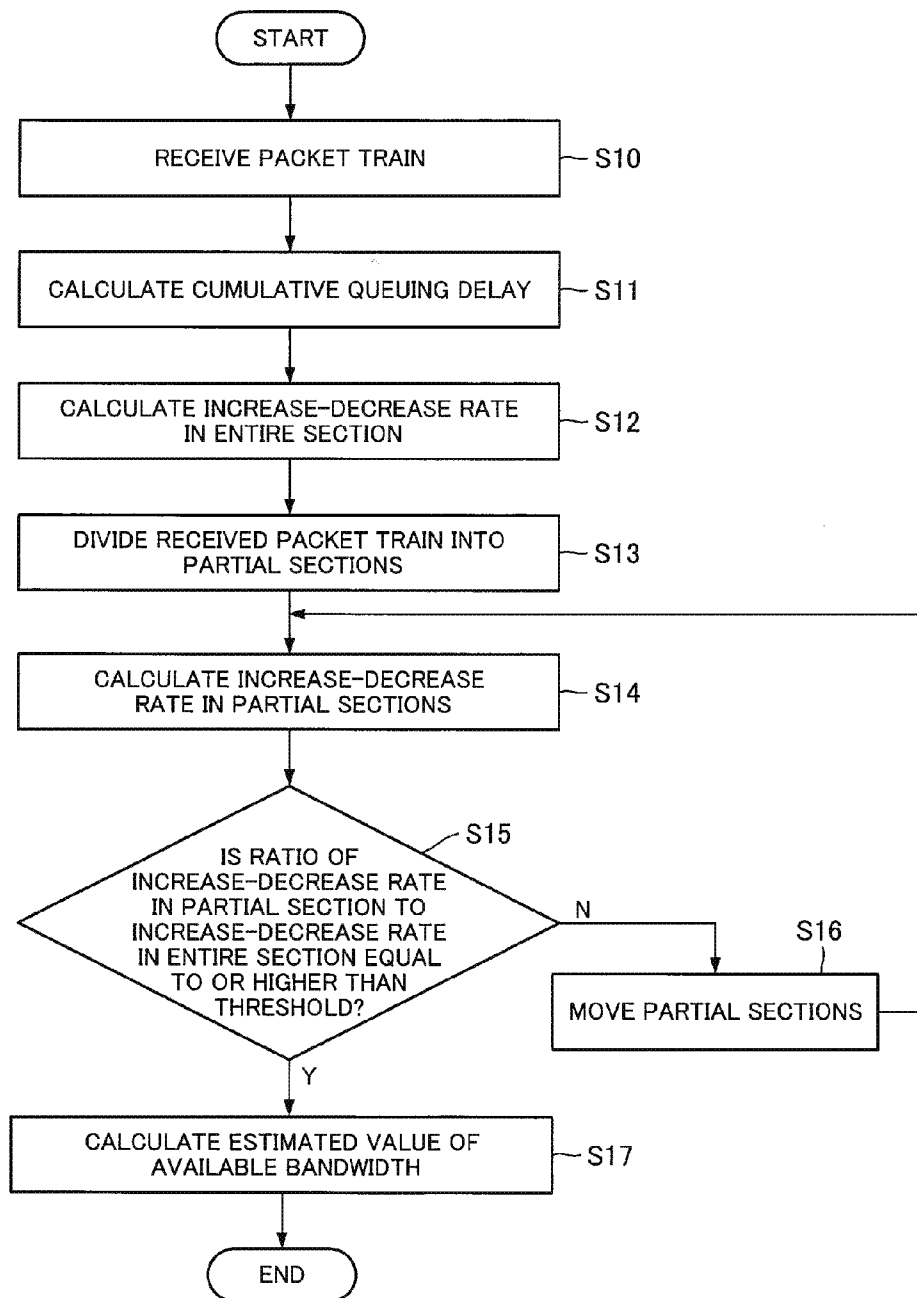 START
RECEIVE PACKET TRAIN
S10
CALCULATE CUMULATIVE QUEUING DELAY
S11
CALCULATE INCREASE-DECREASE RATE
IN ENTIRE SECTION
S12
DIVIDE RECEIVED PACKET TRAIN INTO
PARTIAL SECTIONS
S13
CALCULATE INCREASE-DECREASE
RATE IN PARTIAL SECTIONS
S14
S15
IS RATIO OF
INCREASE-DECREASE RATE
IN PARTIAL SECTION TO
INCREASE-DECREASE RATE
IN ENTIRE SECTION EQUAL
TO OR HIGHER THAN
THRESHOLD?
N
S16
MOVE PARTIAL SECTIONS
Y
CALCULATE ESTIMATED VALUE OF
AVAILABLE BANDWIDTH
S17
END